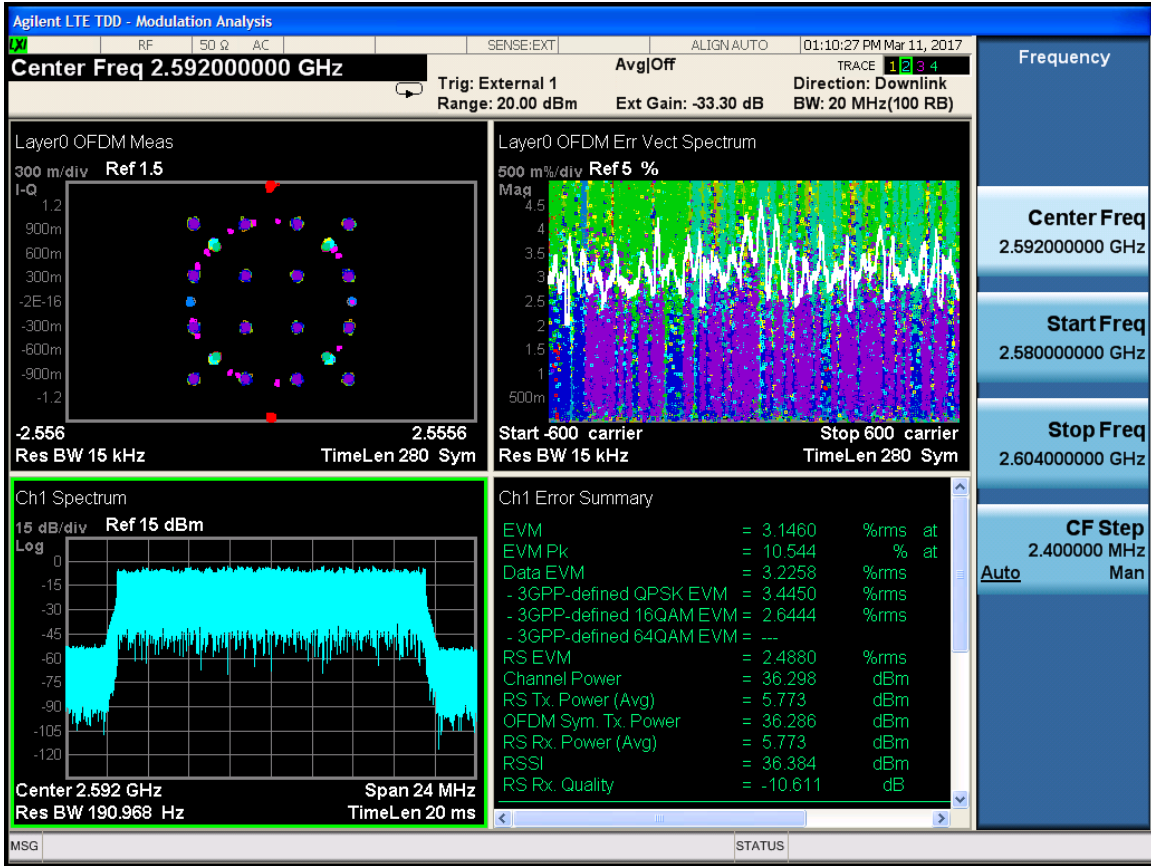 Agilent LTE TDD - Modulation Analysis
LXI RF 50 Ω AC SENSE:EXT ALIGN AUTO 01:10:27 PM Mar 11, 2017
Center Freq 2.592000000 GHz
Trig: External 1
Range: 20.00 dBm
Avg|Off
Ext Gain: -33.30 dB
TRACE 1 2 3 4
Direction: Downlink
BW: 20 MHz(100 RB)
Layer0 OFDM Meas
300 m/div Ref 1.5
I-Q
1.2
900m
600m
300m
-2E-16
-300m
-600m
-900m
-1.2
-2.556 2.5556
Res BW 15 kHz TimeLen 280 Sym
Layer0 OFDM Err Vect Spectrum
500 m%/div Ref 5 %
Mag
4.5
4
3.5
3
2.5
2
1.5
1
500m
Start -600 carrier Stop 600 carrier
Res BW 15 kHz TimeLen 280 Sym
Ch1 Spectrum
15 dB/div Ref 15 dBm
Log
0
-15
-30
-45
-60
-75
-90
-105
-120
Center 2.592 GHz Span 24 MHz
Res BW 190.968 Hz TimeLen 20 ms
Ch1 Error Summary
EVM = 3.1460 %rms at
EVM Pk = 10.544 % at
Data EVM = 3.2258 %rms
- 3GPP-defined QPSK EVM = 3.4450 %rms
- 3GPP-defined 16QAM EVM = 2.6444 %rms
- 3GPP-defined 64QAM EVM = ---
RS EVM = 2.4880 %rms
Channel Power = 36.298 dBm
RS Tx. Power (Avg) = 5.773 dBm
OFDM Sym. Tx. Power = 36.286 dBm
RS Rx. Power (Avg) = 5.773 dBm
RSSI = 36.384 dBm
RS Rx. Quality = -10.611 dB
Frequency
Center Freq
2.592000000 GHz
Start Freq
2.580000000 GHz
Stop Freq
2.604000000 GHz
CF Step
2.400000 MHz
Auto Man
MSG STATUS